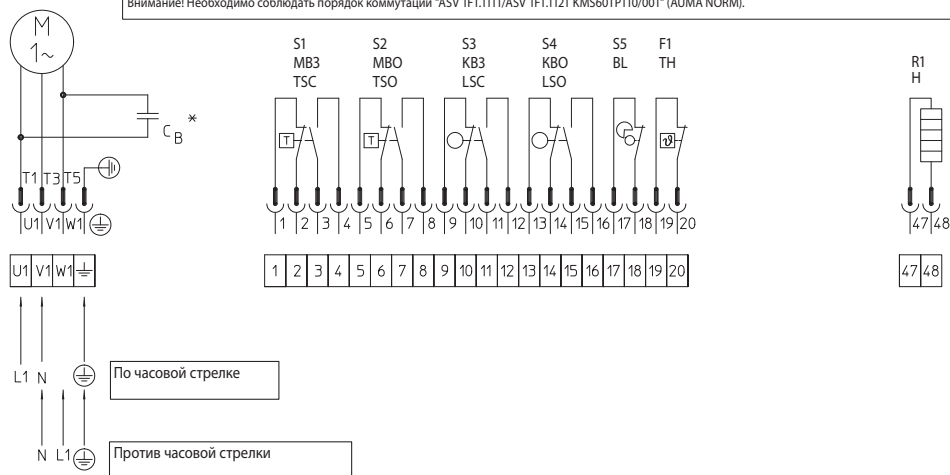 Внимание! Необходимо соблюдать порядок коммутации "ASV 1F1.1111/ASV 1F1.1121 KMS601P110/001" (AUMA NORM).
M
1~
S1 S2 S3 S4 S5 F1
MB3 MBO KB3 KBO BL TH
TSC TSO LSC LSO
R1
H
C B *
T T ϑ
T1 T3 T5
U1 V1 W1 1 2 3 4 5 6 7 8 9 10 11 12 13 14 15 16 17 18 19 20 47 48
U1 V1 W1 1 2 3 4 5 6 7 8 9 10 11 12 13 14 15 16 17 18 19 20 47 48
L1 N
По часовой стрелке
N L1
Против часовой стрелки